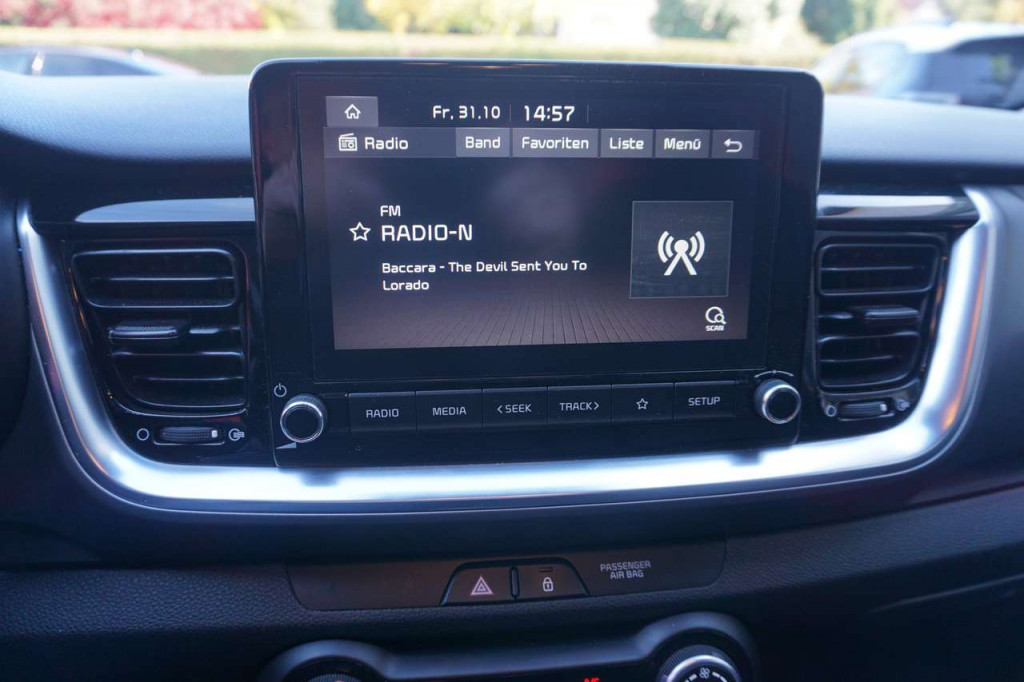 Fr, 31.10 14:57
Radio Band Favoriten Liste Menü
FM
RADIO-N
Baccara - The Devil Sent You To
Lorado
SCAN
RADIO MEDIA <SEEK TRACK> SETUP
PASSENGER
AIR BAG